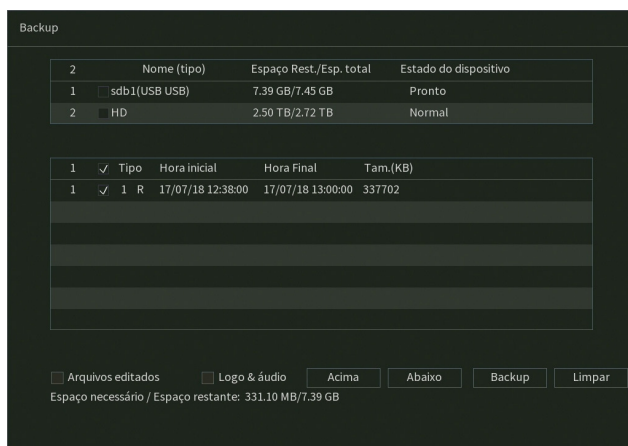 Backup
2 Nome (tipo) Espaço Rest./Esp. total Estado do dispositivo
1 sdb1(USB USB) 7.39 GB/7.45 GB Pronto
2 HD 2.50 TB/2.72 TB Normal
1 Tipo Hora inicial Hora Final Tam.(KB)
1 1 R 17/07/18 12:38:00 17/07/18 13:00:00 337702
Arquivos editados Logo & áudio Acima Abaixo Backup Limpar
Espaço necessário / Espaço restante: 331.10 MB/7.39 GB